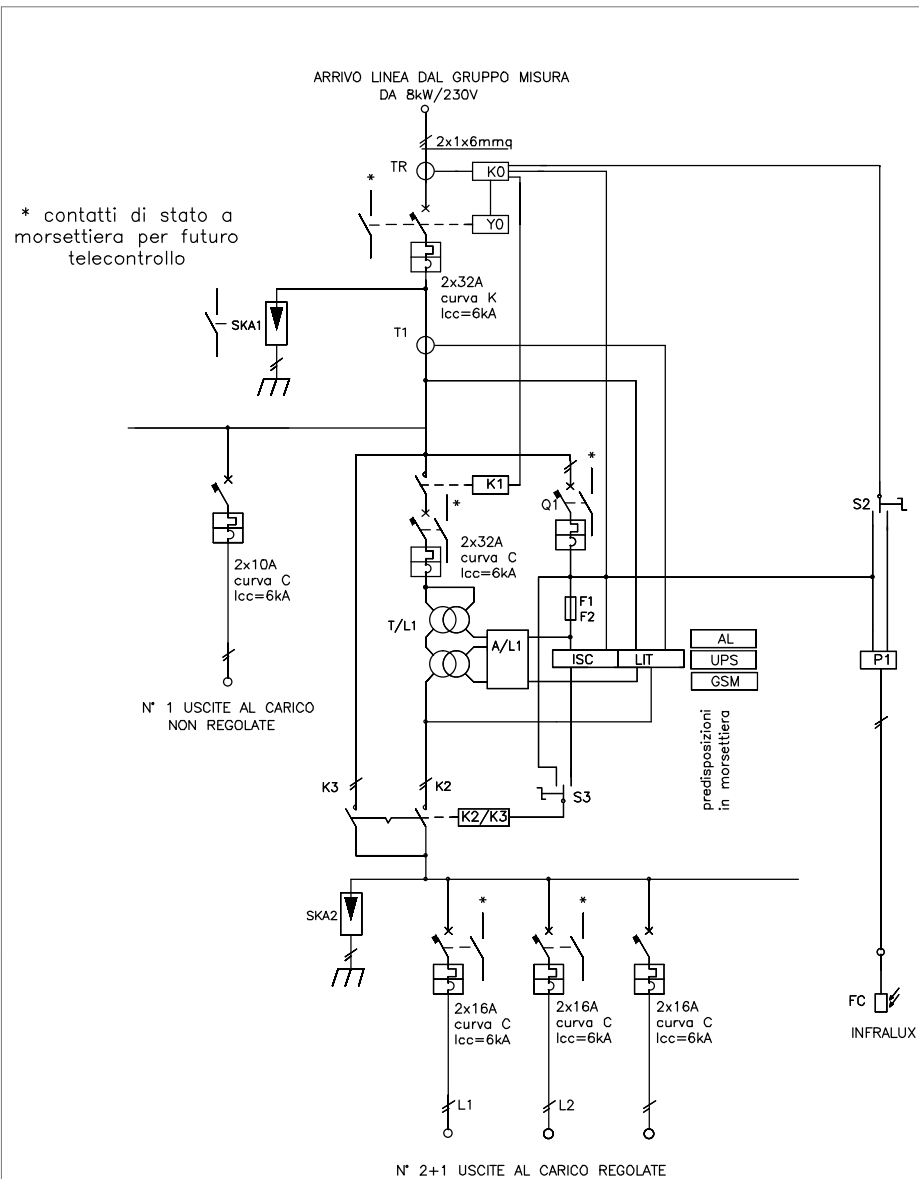 ARRIVO LINEA DAL GRUPPO MISURA
DA 8kW/230V
2x1x6mmq
TR
K0
*
Y0
* contatti di stato a
morsettiera per futuro
telecontrollo
2x32A
curva K
Icc=6kA
SKA1
T1
K1
*
*
Q1
S2
2x10A
curva C
Icc=6kA
2x32A
curva C
Icc=6kA
F1
F2
T/L1
A/L1
ISC
LIT
AL
UPS
GSM
P1
N° 1 USCITE AL CARICO
NON REGOLATE
predisposizioni
in morsettiera
K3
K2
S3
K2/K3
SKA2
*
*
2x16A
curva C
Icc=6kA
2x16A
curva C
Icc=6kA
2x16A
curva C
Icc=6kA
FC
INFRALUX
L1
L2
N° 2+1 USCITE AL CARICO REGOLATE